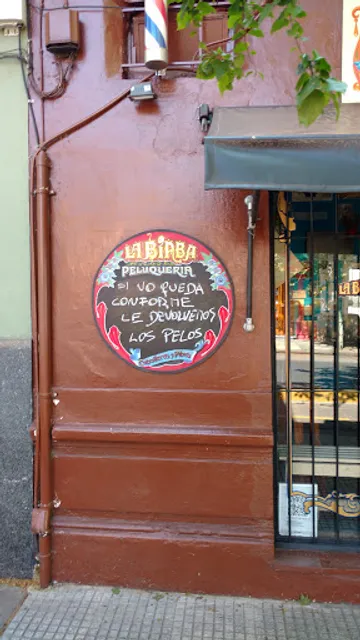 LA BIABA
PELUQUERIA
SI NO QUEDA
CONFORME
LE DEVOLVEMOS
LOS PELOS